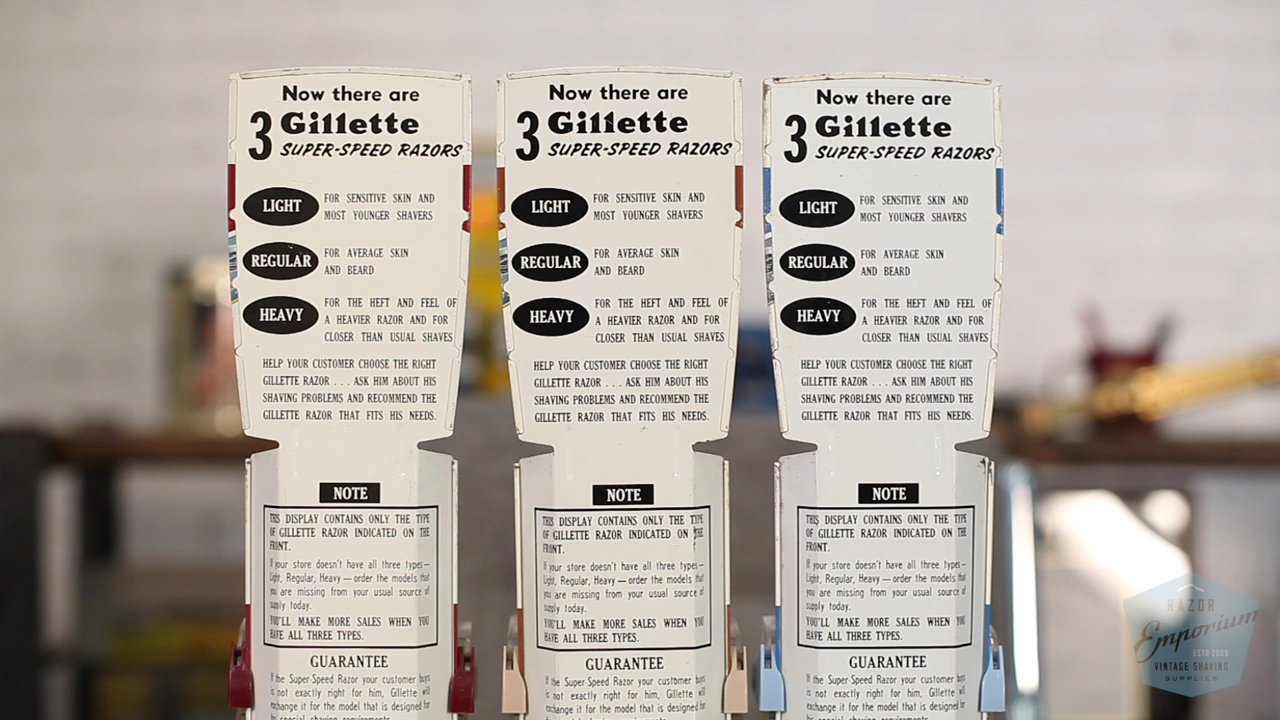 Now there are
3 Gillette
SUPER-SPEED RAZORS
LIGHT FOR SENSITIVE SKIN AND
MOST YOUNGER SHAVERS
REGULAR FOR AVERAGE SKIN
AND BEARD
HEAVY FOR THE HEFT AND FEEL OF
A HEAVIER RAZOR AND FOR
CLOSER THAN USUAL SHAVES
HELP YOUR CUSTOMER CHOOSE THE RIGHT
GILLETTE RAZOR . . . ASK HIM ABOUT HIS
SHAVING PROBLEMS AND RECOMMEND THE
GILLETTE RAZOR THAT FITS HIS NEEDS.
NOTE
THIS DISPLAY CONTAINS ONLY THE TYPE
OF GILLETTE RAZOR INDICATED ON THE
FRONT.
If your store doesn't have all three types—
Light, Regular, Heavy — order the models that
you are missing from your usual source of
supply today.
YOU'LL MAKE MORE SALES WHEN YOU
HAVE ALL THREE TYPES.
GUARANTEE
If the Super-Speed Razor your customer buys
is not exactly right for him, Gillette will
exchange it for the model that is designed for
his special shaving requirements.
Now there are
3 Gillette
SUPER-SPEED RAZORS
LIGHT FOR SENSITIVE SKIN AND
MOST YOUNGER SHAVERS
REGULAR FOR AVERAGE SKIN
AND BEARD
HEAVY FOR THE HEFT AND FEEL OF
A HEAVIER RAZOR AND FOR
CLOSER THAN USUAL SHAVES
HELP YOUR CUSTOMER CHOOSE THE RIGHT
GILLETTE RAZOR . . . ASK HIM ABOUT HIS
SHAVING PROBLEMS AND RECOMMEND THE
GILLETTE RAZOR THAT FITS HIS NEEDS.
NOTE
THIS DISPLAY CONTAINS ONLY THE TYPE
OF GILLETTE RAZOR INDICATED ON THE
FRONT.
If your store doesn't have all three types—
Light, Regular, Heavy — order the models that
you are missing from your usual source of
supply today.
YOU'LL MAKE MORE SALES WHEN YOU
HAVE ALL THREE TYPES.
GUARANTEE
If the Super-Speed Razor your customer buys
is not exactly right for him, Gillette will
exchange it for the model that is designed for
his special shaving requirements.
Now there are
3 Gillette
SUPER-SPEED RAZORS
LIGHT FOR SENSITIVE SKIN AND
MOST YOUNGER SHAVERS
REGULAR FOR AVERAGE SKIN
AND BEARD
HEAVY FOR THE HEFT AND FEEL OF
A HEAVIER RAZOR AND FOR
CLOSER THAN USUAL SHAVES
HELP YOUR CUSTOMER CHOOSE THE RIGHT
GILLETTE RAZOR . . . ASK HIM ABOUT HIS
SHAVING PROBLEMS AND RECOMMEND THE
GILLETTE RAZOR THAT FITS HIS NEEDS.
NOTE
THIS DISPLAY CONTAINS ONLY THE TYPE
OF GILLETTE RAZOR INDICATED ON THE
FRONT.
If your store doesn't have all three types—
Light, Regular, Heavy — order the models that
you are missing from your usual source of
supply today.
YOU'LL MAKE MORE SALES WHEN YOU
HAVE ALL THREE TYPES.
GUARANTEE
If the Super-Speed Razor your customer buys
is not exactly right for him, Gillette will
exchange it for the model that is designed for
his special shaving requirements.
RAZOR
Emporium
ESTD 2009
VINTAGE SHAVING
SUPPLIES